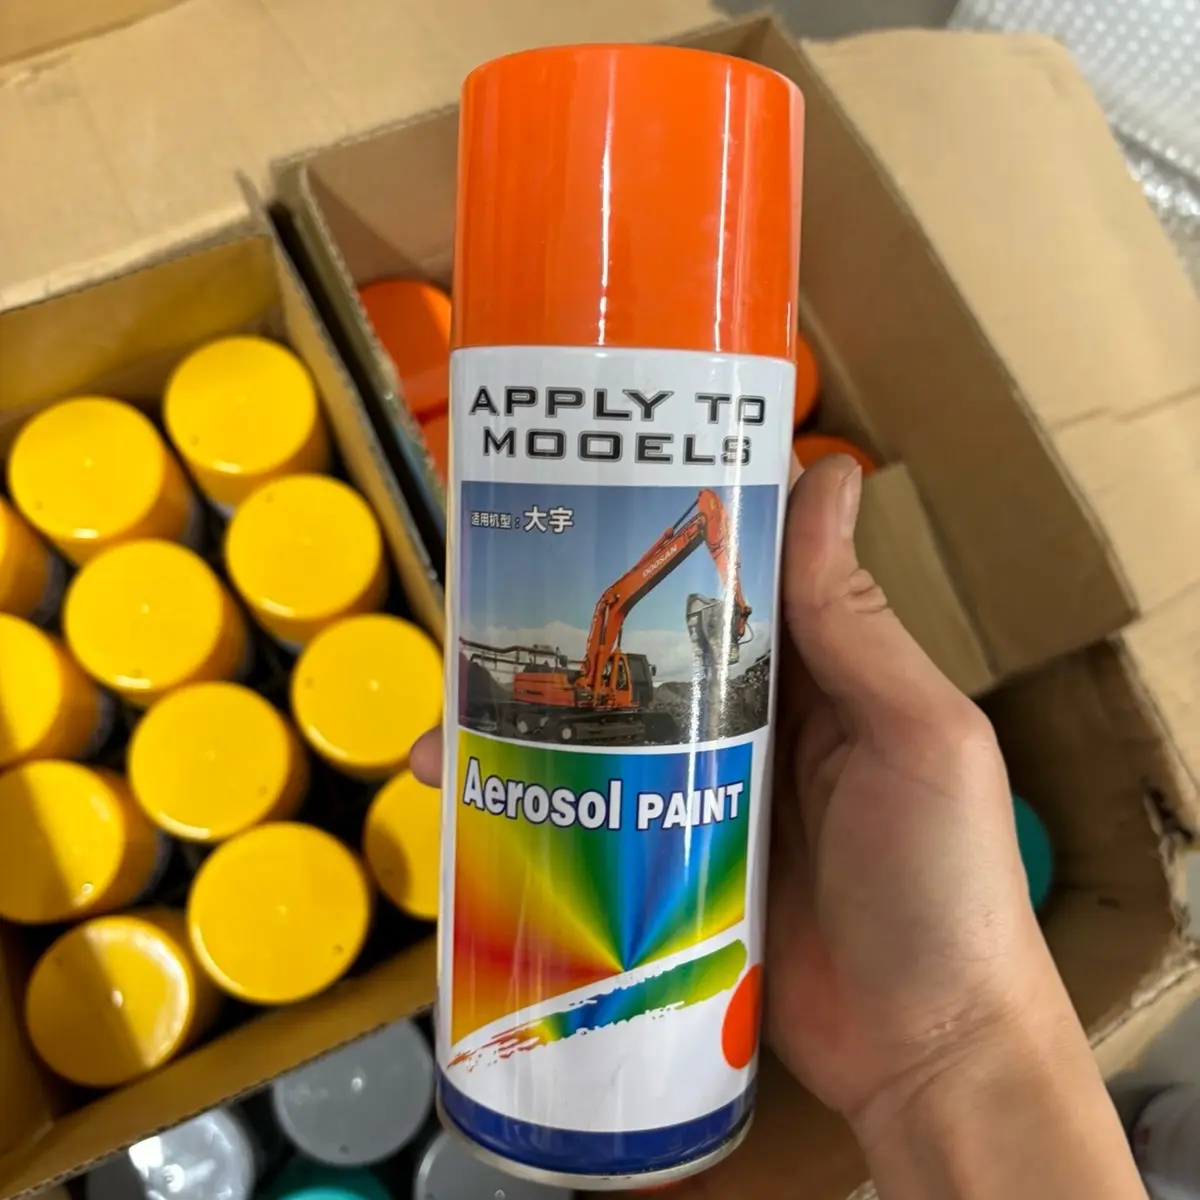 APPLY TO
MOOELS
适用机型：大宇
DOOSAN
Aerosol PAINT